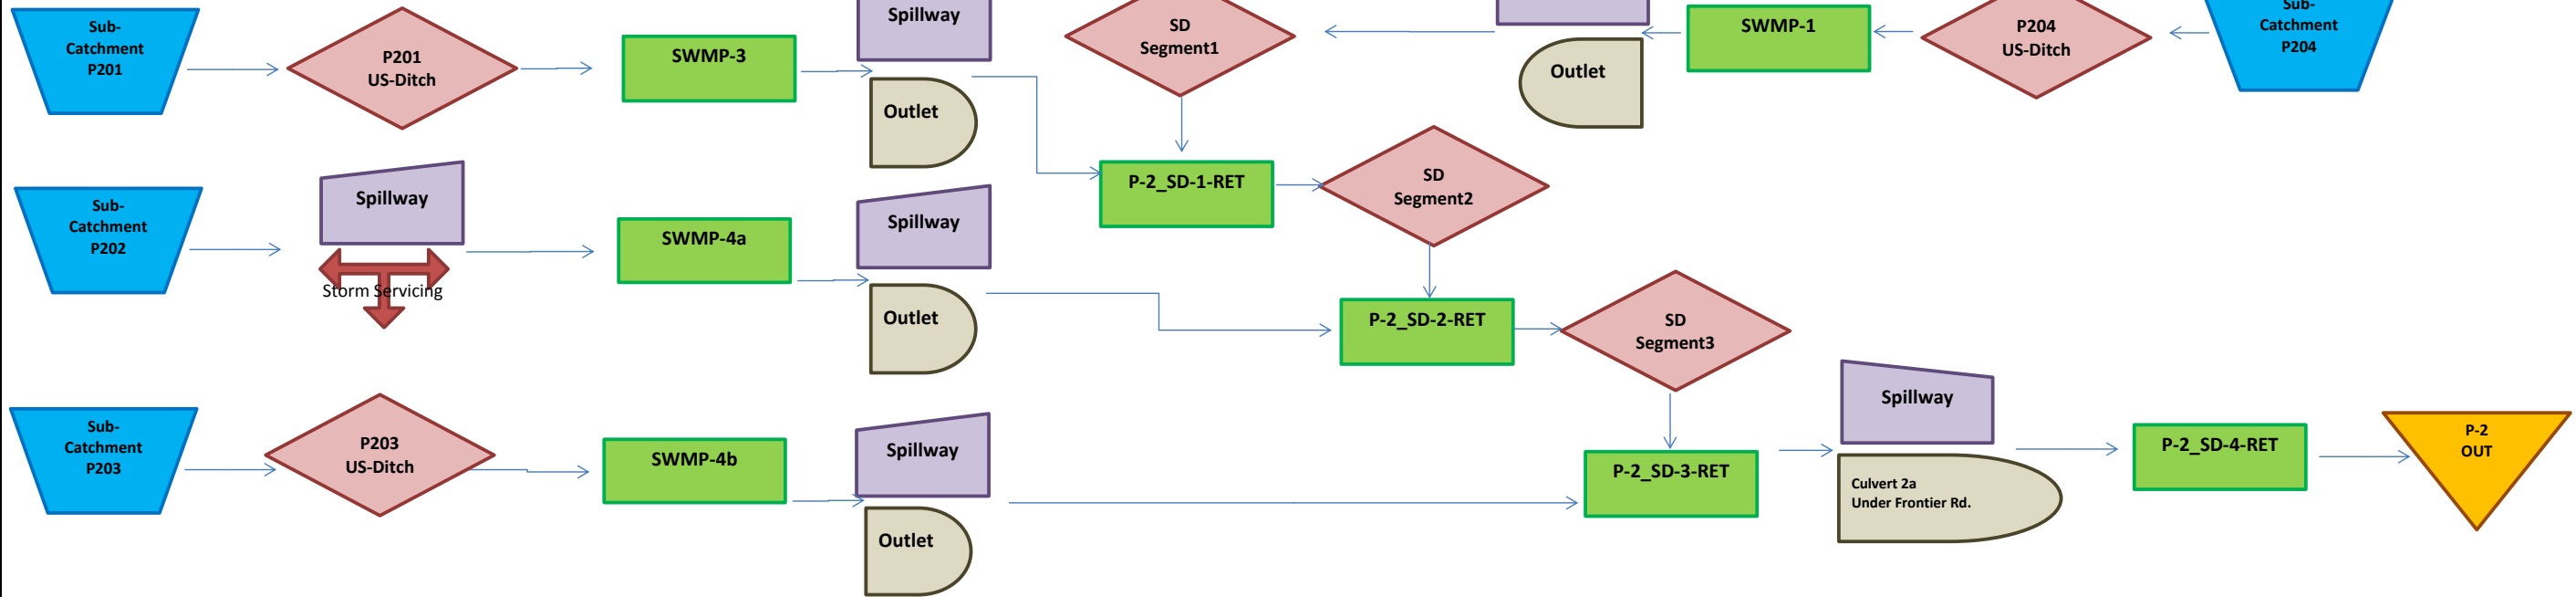 Sub-
Catchment
P201
P201
US-Ditch
SWMP-3
Spillway
Outlet
SD
Segment1
Outlet
SWMP-1
P204
US-Ditch
Sub-
Catchment
P204
Sub-
Catchment
P202
Spillway
Storm Servicing
SWMP-4a
Spillway
Outlet
P-2_SD-1-RET
SD
Segment2
P-2_SD-2-RET
SD
Segment3
Sub-
Catchment
P203
P203
US-Ditch
SWMP-4b
Spillway
Outlet
P-2_SD-3-RET
Spillway
Culvert 2a
Under Frontier Rd.
P-2_SD-4-RET
P-2
OUT